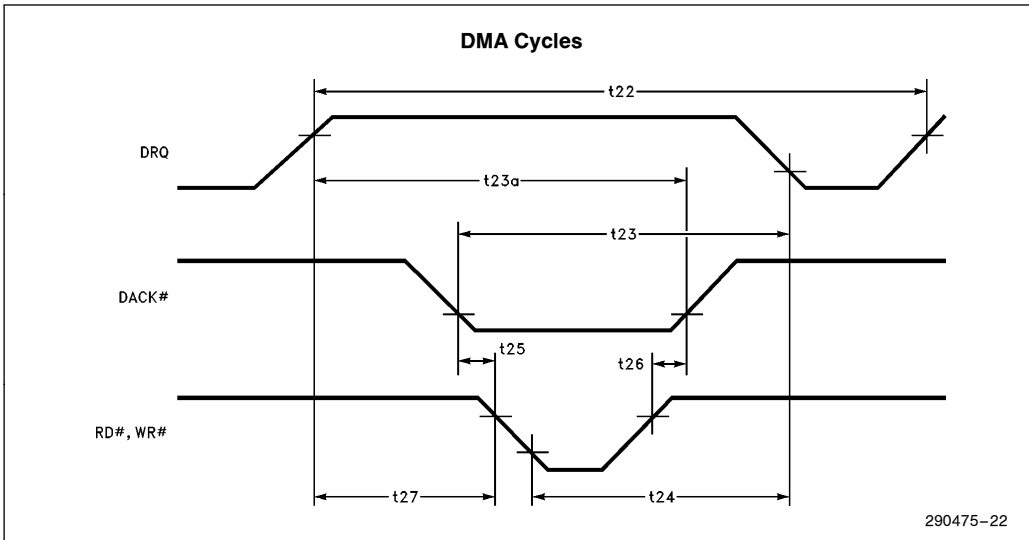 DMA Cycles
t22
DRQ
t23a
t23
DACK#
t25
t26
RD#, WR#
t27
t24
290475–22